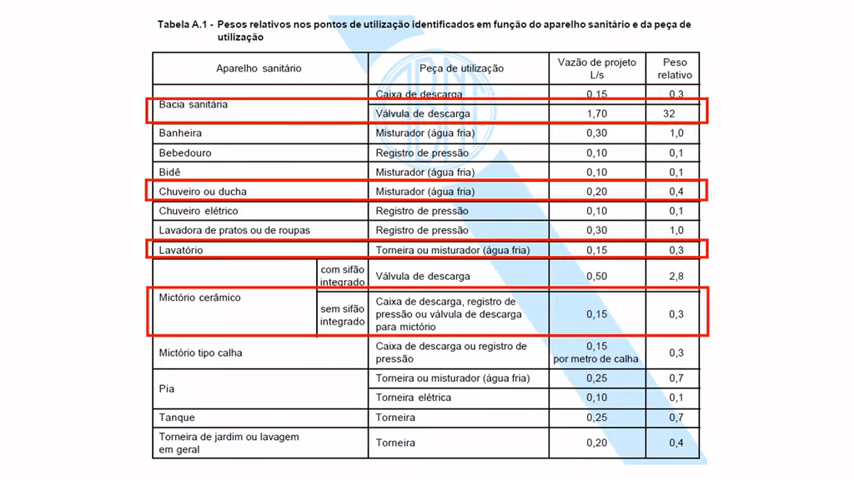 Tabela A.1 - Pesos relativos nos pontos de utilização identificados em função do aparelho sanitário e da peça de
utilização
Aparelho sanitário Peça de utilização Vazão de projeto L/s Peso relativo
Bacia sanitária Caixa de descarga 0,15 0,3
Válvula de descarga 1,70 32
Banheira Misturador (água fria) 0,30 1,0
Bebedouro Registro de pressão 0,10 0,1
Bidê Misturador (água fria) 0,10 0,1
Chuveiro ou ducha Misturador (água fria) 0,20 0,4
Chuveiro elétrico Registro de pressão 0,10 0,1
Lavadora de pratos ou de roupas Registro de pressão 0,30 1,0
Lavatório Torneira ou misturador (água fria) 0,15 0,3
Mictório cerâmico com sifão integrado Válvula de descarga 0,50 2,8
sem sifão integrado Caixa de descarga, registro de pressão ou válvula de descarga para mictório 0,15 0,3
Mictório tipo calha Caixa de descarga ou registro de pressão 0,15 por metro de calha 0,3
Pia Torneira ou misturador (água fria) 0,25 0,7
Torneira elétrica 0,10 0,1
Tanque Torneira 0,25 0,7
Torneira de jardim ou lavagem em geral Torneira 0,20 0,4